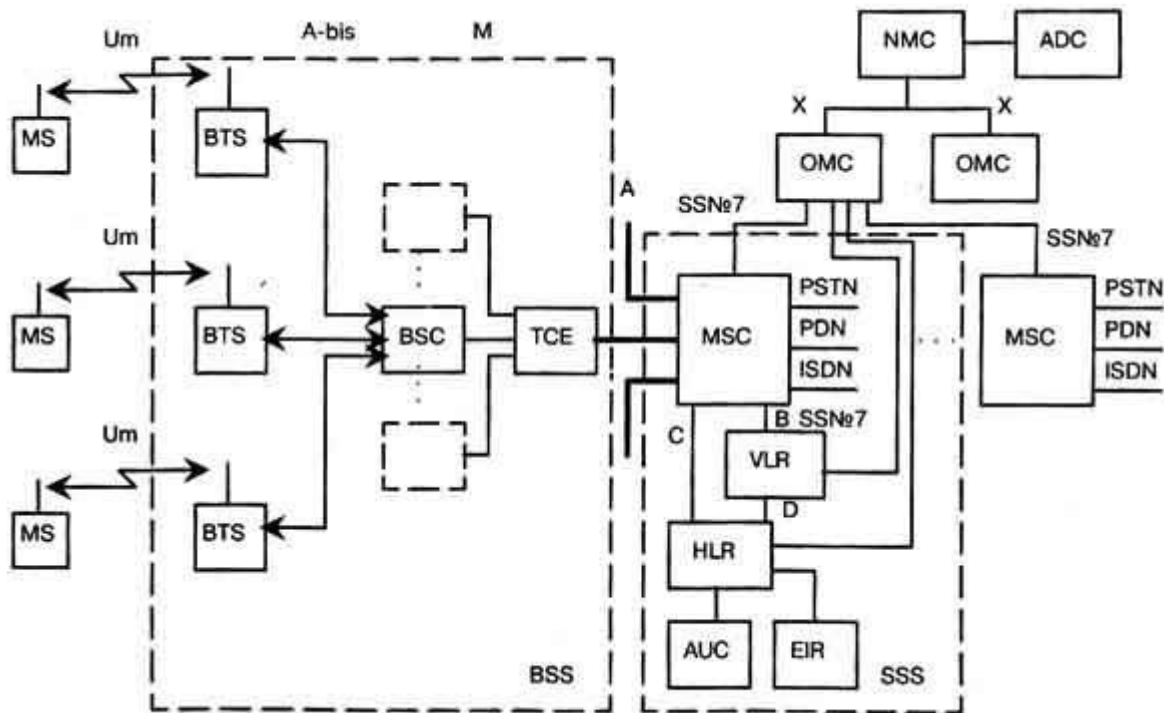 Um
A-bis
M
NMC
ADC
X
X
MS
BTS
OMC
OMC
A
SS№7
SS№7
Um
MS
BTS
BSC
TCE
MSC
PSTN
PDN
ISDN
MSC
PSTN
PDN
ISDN
C
B
SS№7
Um
VLR
D
MS
BTS
HLR
AUC
EIR
BSS
SSS